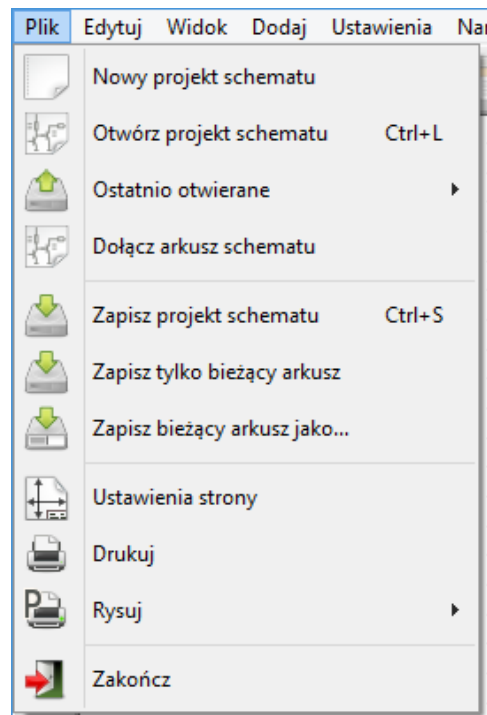 Plik Edytuj Widok Dodaj Ustawienia
Nowy projekt schematu
Otwórz projekt schematu Ctrl+L
Ostatnio otwierane
Dołącz arkusz schematu
Zapisz projekt schematu Ctrl+S
Zapisz tylko bieżący arkusz
Zapisz bieżący arkusz jako...
Ustawienia strony
Drukuj
Rysuj
Zakończ